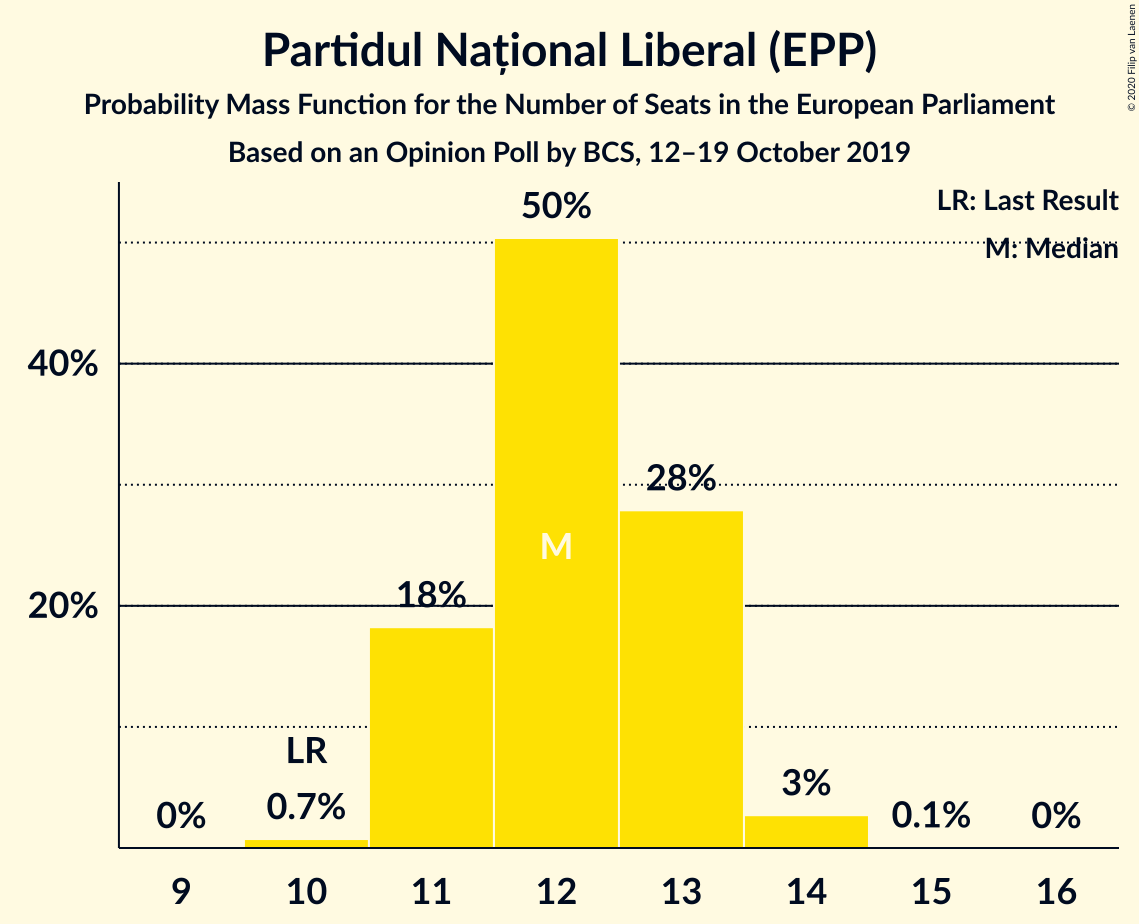 Partidul Național Liberal (EPP)
Probability Mass Function for the Number of Seats in the European Parliament
Based on an Opinion Poll by BCS, 12–19 October 2019
© 2020 Filip van Laenen
LR: Last Result
M: Median
50%
40%
28%
M
18%
20%
LR
0%
0.7%
3%
0.1%
0%
9
10
11
12
13
14
15
16